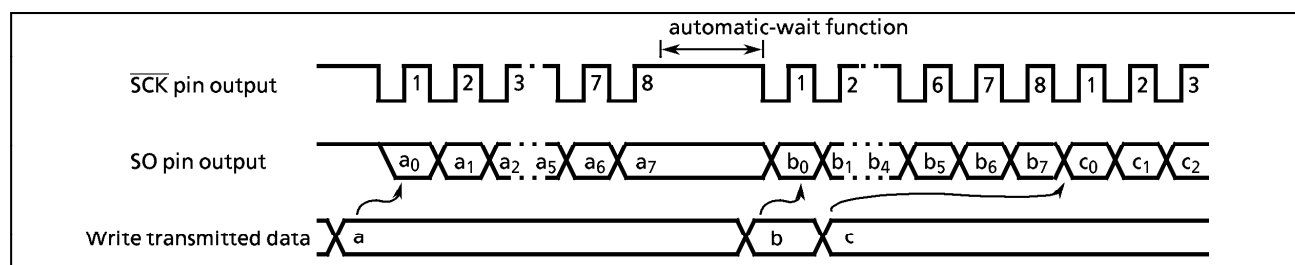 automatic-wait function
SCK pin output 1 2 3 7 8 1 2 6 7 8 1 2 3
SO pin output a0 a1 a2 a5 a6 a7 b0 b1 b4 b5 b6 b7 c0 c1 c2
Write transmitted data a b c